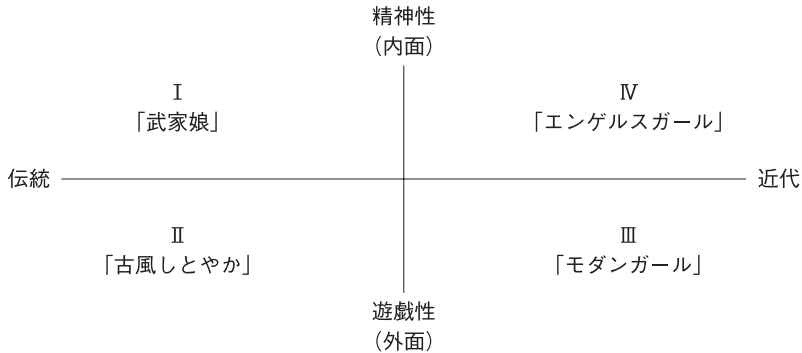 精神性
（内面）
Ⅰ
「武家娘」
Ⅳ
「エンゲルスガール」
伝統
近代
Ⅱ
「古風しとやか」
Ⅲ
「モダンガール」
遊戯性
（外面）